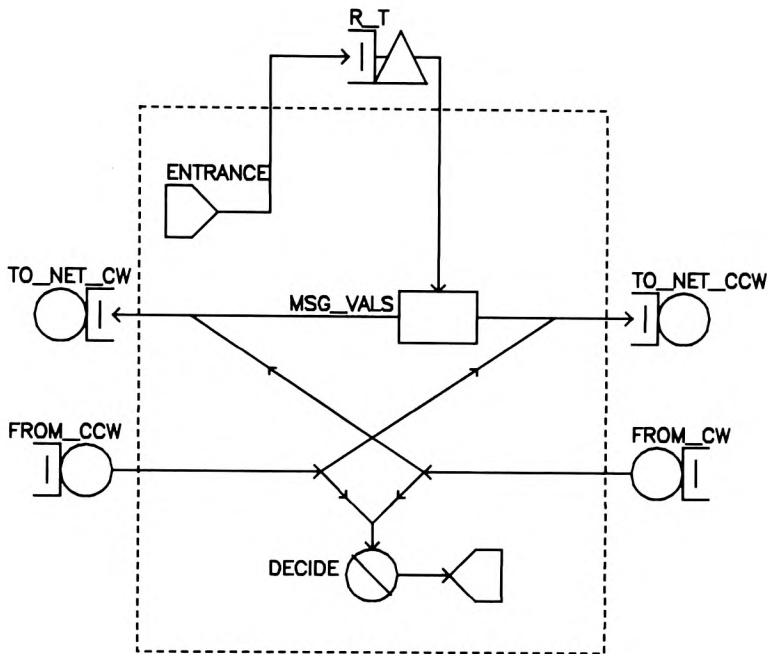 R_T
ENTRANCE
TO_NET_CW
MSG_VALS
TO_NET_CCW
FROM_CCW
FROM_CW
DECIDE